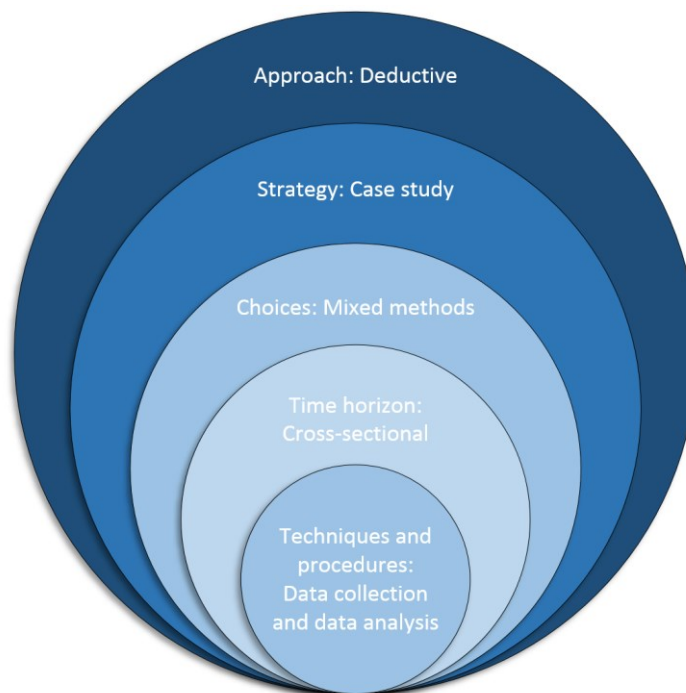 Approach: Deductive
Strategy: Case study
Choices: Mixed methods
Time horizon:
Cross-sectional
Techniques and
procedures:
Data collection
and data analysis